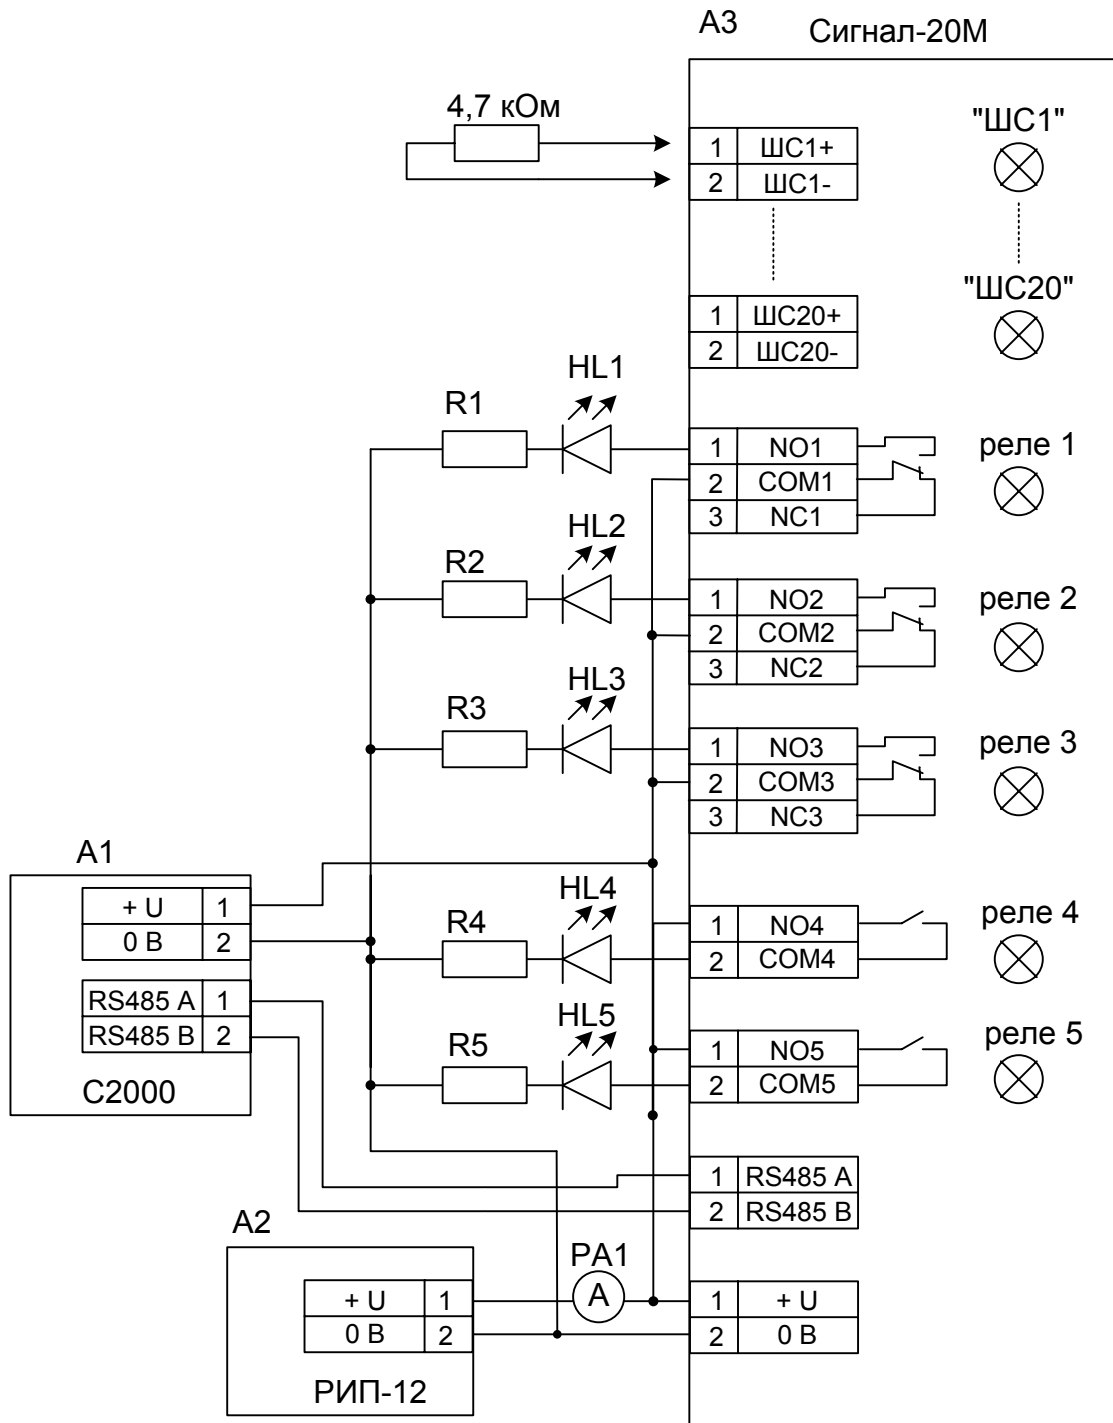 A3 Сигнал-20М
4,7 кОм
"ШС1"
1 ШС1+
2 ШС1-
"ШС20"
1 ШС20+
2 ШС20-
HL1
R1
1 NO1
2 COM1
3 NC1
реле 1
HL2
R2
1 NO2
2 COM2
3 NC2
реле 2
HL3
R3
1 NO3
2 COM3
3 NC3
реле 3
A1
+ U 1
0 В 2
RS485 A 1
RS485 B 2
С2000
HL4
R4
1 NO4
2 COM4
реле 4
HL5
R5
1 NO5
2 COM5
реле 5
1 RS485 A
2 RS485 B
A2
PA1
A
+ U 1
0 В 2
РИП-12
1 + U
2 0 В